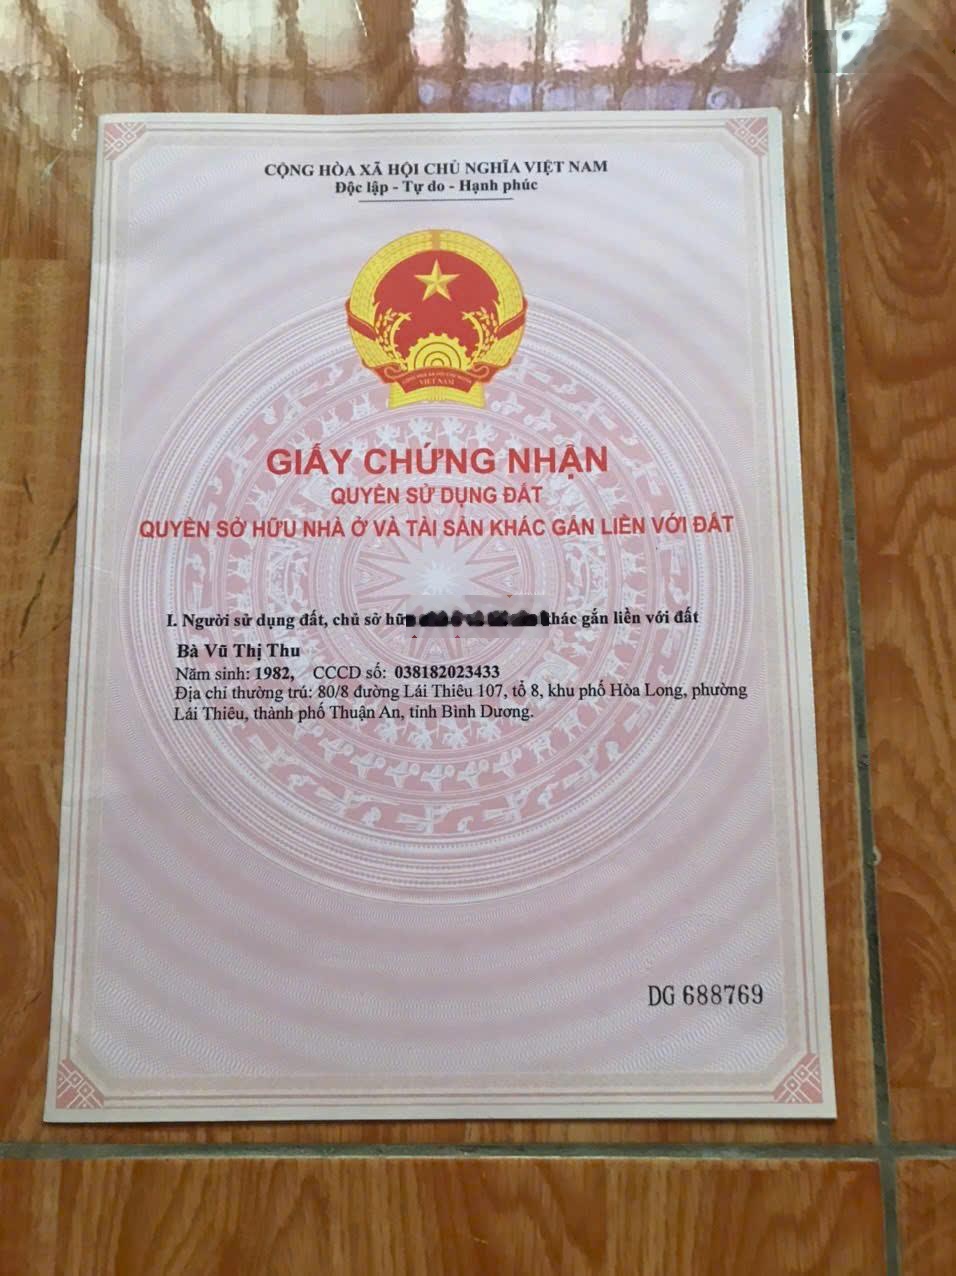 CỘNG HÒA XÃ HỘI CHỦ NGHĨA VIỆT NAM
Độc lập - Tự do - Hạnh phúc
VIỆT NAM
GIẤY CHỨNG NHẬN
QUYỀN SỬ DỤNG ĐẤT
QUYỀN SỞ HỮU NHÀ Ở VÀ TÀI SẢN KHÁC GẮN LIỀN VỚI ĐẤT
I. Người sử dụng đất, chủ sở hữu khác gắn liền với đất
Bà Vũ Thị Thu
Năm sinh: 1982, CCCD số: 038182023433
Địa chỉ thường trú: 80/8 đường Lái Thiêu 107, tổ 8, khu phố Hòa Long, phường
Lái Thiêu, thành phố Thuận An, tỉnh Bình Dương.
DG 688769